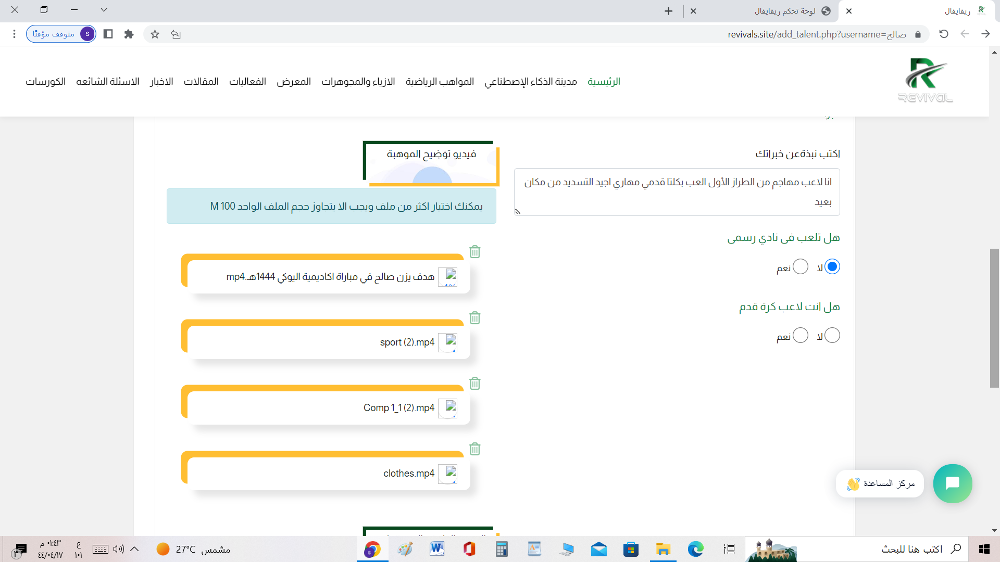 ريفايفال
لوحة تحكم ريفايفال
revivals.site/add_talent.php?username=صالح
s متوقف مؤقتًا
REVIVAL
الرئيسية مدينة الذكاء الإصطناعي المواهب الرياضية الازياء والمجوهرات المعرض الفعاليات المقالات الاخبار الاسئلة الشائعه الكورسات
اكتب نبذةعن خبراتك
انا لاعب مهاجم من الطراز الأول العب بكلتا قدمي مهاري اجيد التسديد من مكان
بعيد
هل تلعب فى نادي رسمى
لا نعم
هل انت لاعب كرة قدم
لا نعم
فيديو توضيح الموهبة
يمكنك اختيار اكثر من ملف ويجب الا يتجاوز حجم الملف الواحد 100 M
هدف يزن صالح في مباراة اكاديمية اليوكي 1444هـ.mp4
sport (2).mp4
Comp 1_1 (2).mp4
clothes.mp4
مركز المساعدة 👋
اكتب هنا للبحث
مشمس 27°C
ع
١٠١
٠١:٤٣ م
٤٤/٠٤/١٧
٣